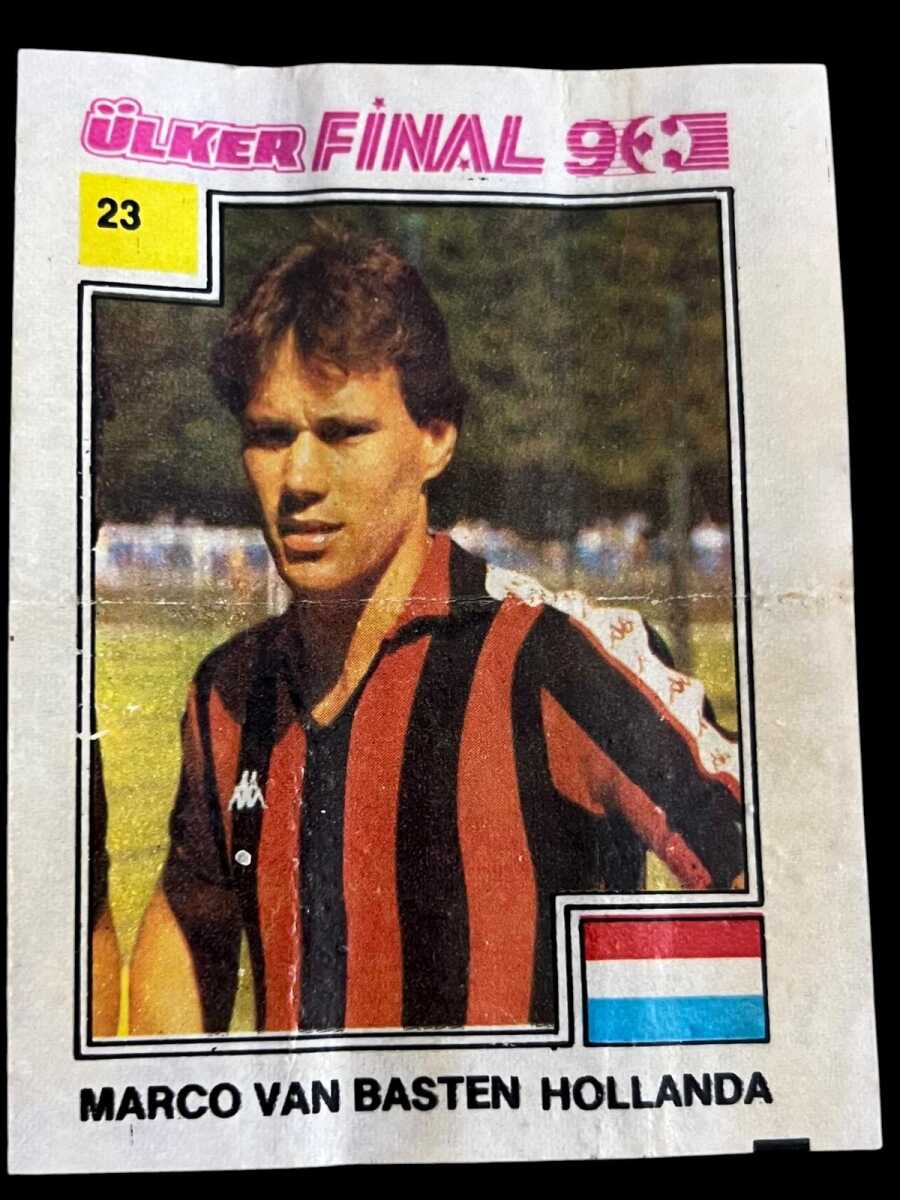 ÜLKER FİNAL 90
23
MARCO VAN BASTEN HOLLANDA